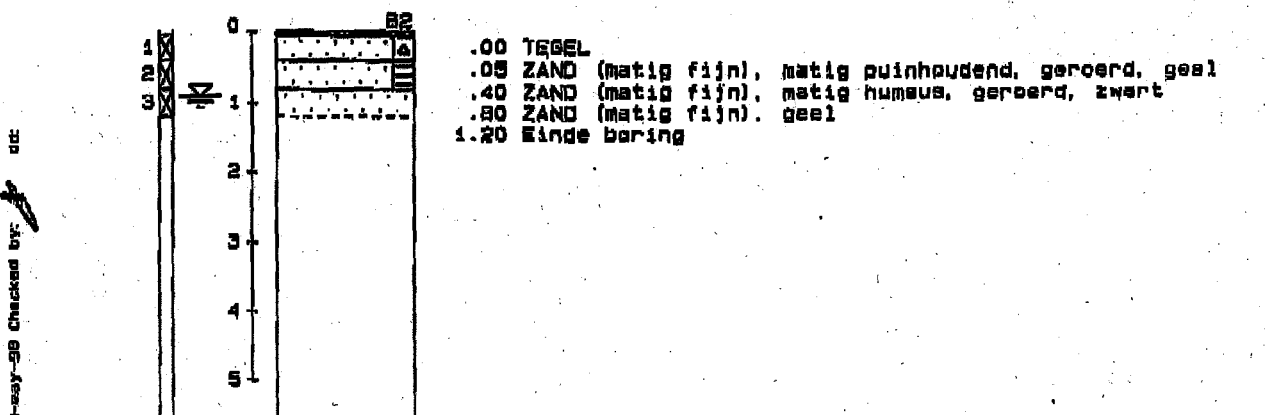 B2
0
1
2
3
1
2
3
4
5
.00 TEGEL
.05 ZAND (matig fijn), matig puinhoudend, geroerd, geel
.40 ZAND (matig fijn), matig humeus, geroerd, zwart
.80 ZAND (matig fijn), geel
1.20 Einde boring
Checked by: dd: